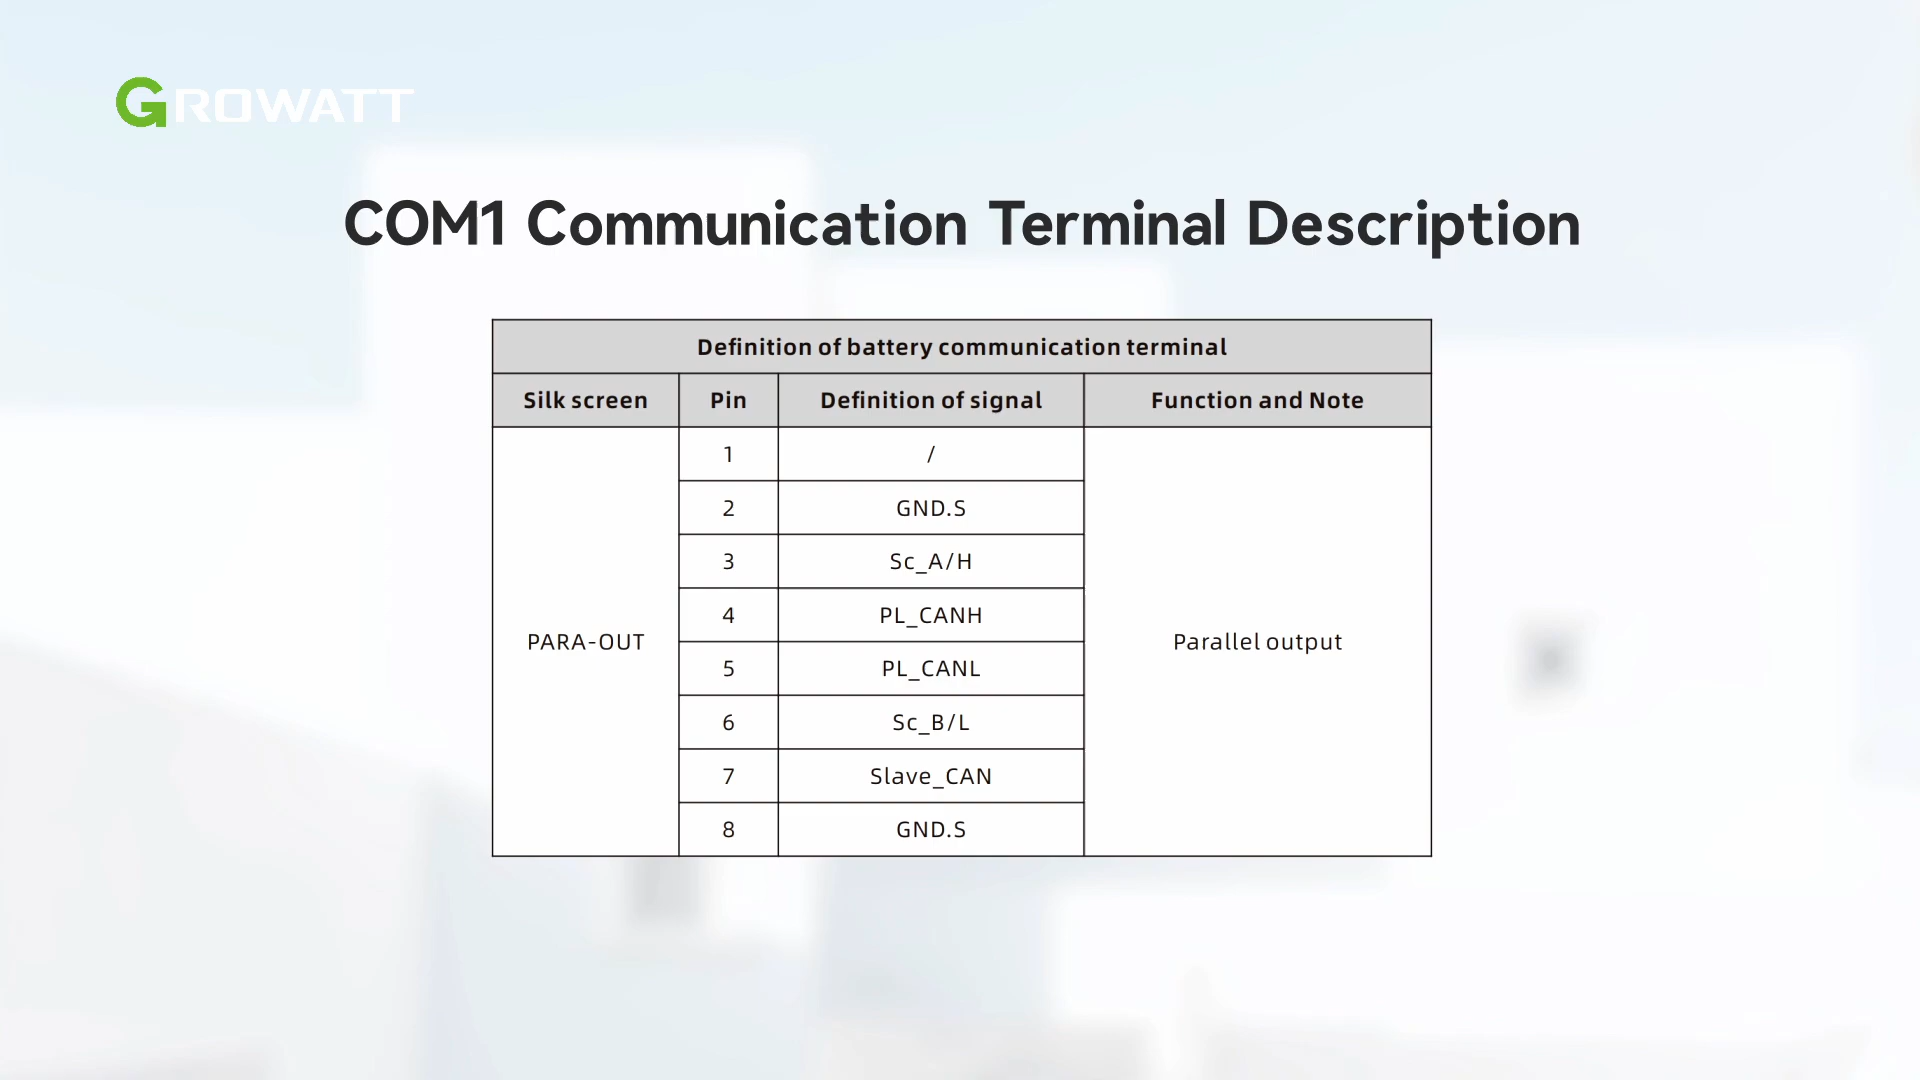 GROWATT
COM1 Communication Terminal Description
Definition of battery communication terminal
Silk screen Pin Definition of signal Function and Note
PARA-OUT
1 /
2 GND.S
3 Sc_A/H
4 PL_CANH
5 PL_CANL
6 Sc_B/L
7 Slave_CAN
8 GND.S
Parallel output